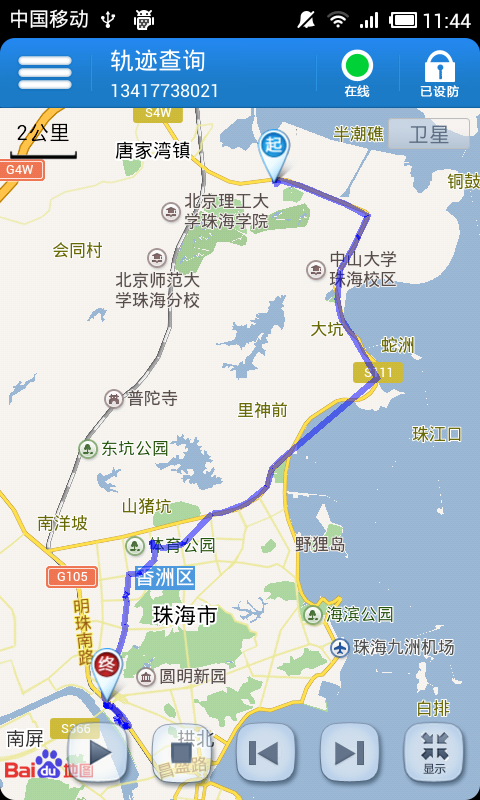 中国移动
11:44
轨迹查询
13417738021
在线
已设防
2公里
S4W
唐家湾镇
起
半潮礁
卫星
G4W
铜鼓
北京理工大
学珠海学院
会同村
中山大学
珠海校区
北京师范大
学珠海分校
大坑
蛇洲
S111
普陀寺
里神前
珠江口
东坑公园
山猪坑
南洋坡
体育公园
野狸岛
G105
香洲区
明珠南路
珠海市
海滨公园
珠海九洲机场
终
圆明新园
白排
S366
南屏
拱北
昌盛路
Bai du 地图
显示